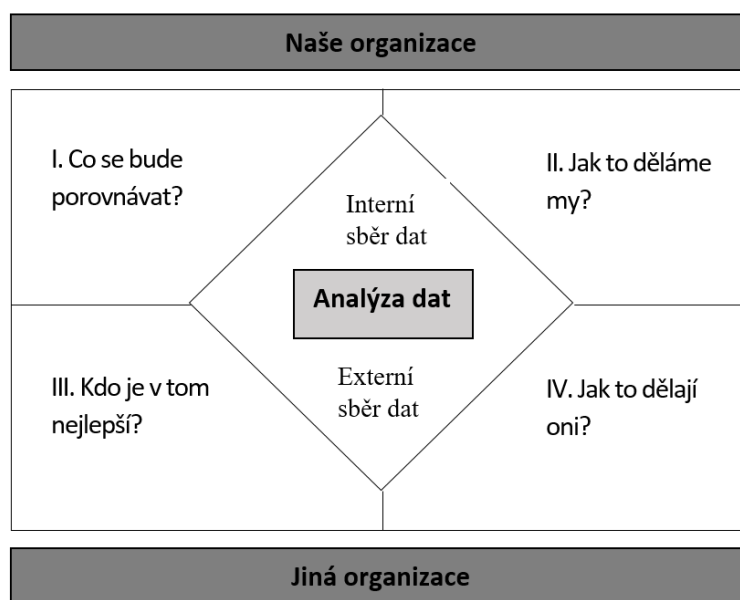 Naše organizace
I. Co se bude
porovnávat?
II. Jak to děláme
my?
Interní
sběr dat
Analýza dat
Externí
sběr dat
III. Kdo je v tom
nejlepší?
IV. Jak to dělají
oni?
Jiná organizace